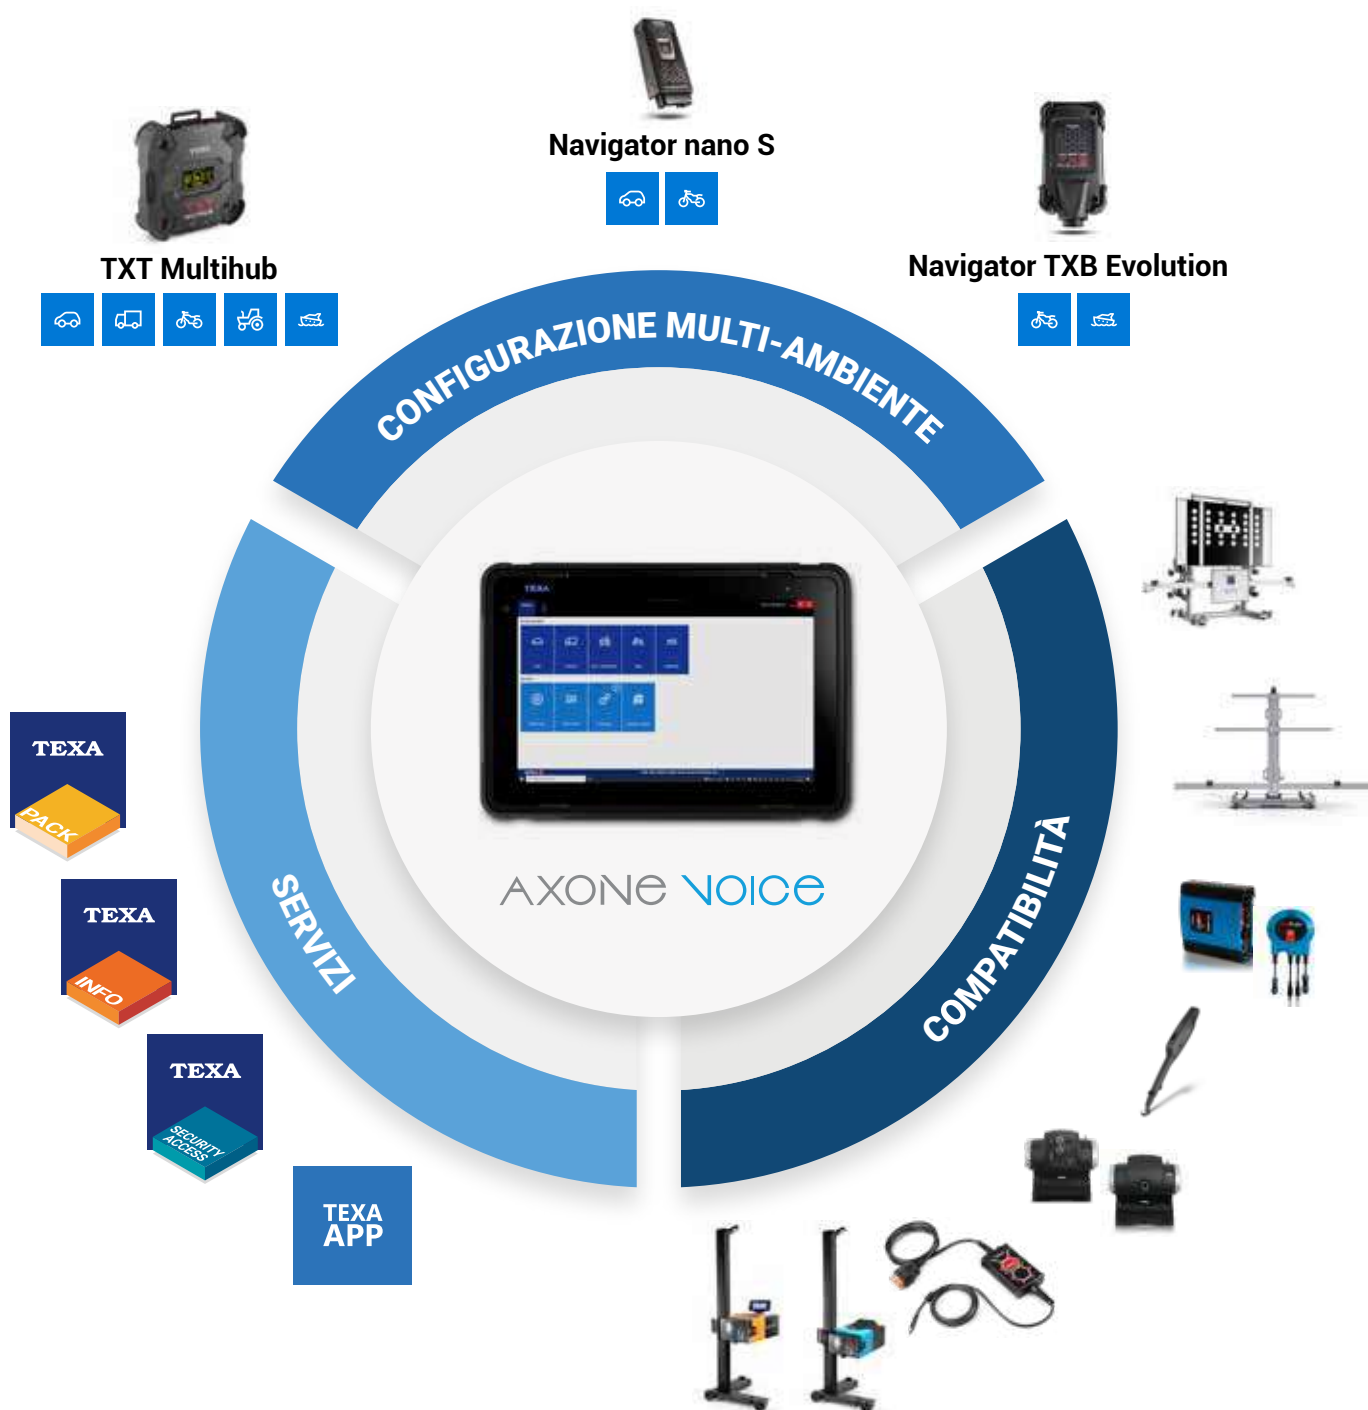 Navigator nano S
TXT Multihub
Navigator TXB Evolution
CONFIGURAZIONE MULTI-AMBIENTE
TEXA
TEXA
PACK
TEXA
INFO
SERVIZI
AXONE VOICE
COMPATIBILITÀ
TEXA
SECURITY
ACCESS
TEXA
APP